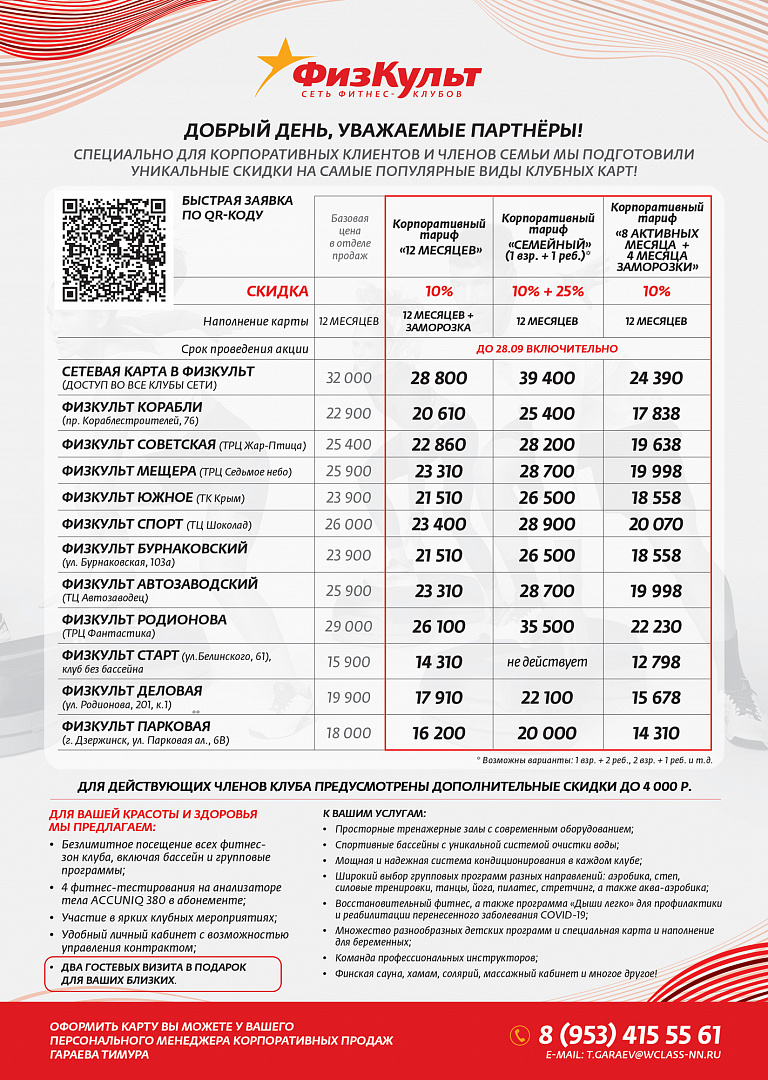 ФизКульт
СЕТЬ ФИТНЕС-КЛУБОВ
ДОБРЫЙ ДЕНЬ, УВАЖАЕМЫЕ ПАРТНЁРЫ!
СПЕЦИАЛЬНО ДЛЯ КОРПОРАТИВНЫХ КЛИЕНТОВ И ЧЛЕНОВ СЕМЬИ МЫ ПОДГОТОВИЛИ
УНИКАЛЬНЫЕ СКИДКИ НА САМЫЕ ПОПУЛЯРНЫЕ ВИДЫ КЛУБНЫХ КАРТ!
БЫСТРАЯ ЗАЯВКА
ПО QR-КОДУ
Базовая
цена
в отделе
продаж
Корпоративный
тариф
«12 МЕСЯЦЕВ»
Корпоративный
тариф
«СЕМЕЙНЫЙ»
(1 взр. + 1 реб.)*
Корпоративный
тариф
«8 АКТИВНЫХ
МЕСЯЦА +
4 МЕСЯЦА
ЗАМОРОЗКИ»
СКИДКА 10% 10% + 25% 10%
Наполнение карты 12 МЕСЯЦЕВ 12 МЕСЯЦЕВ + ЗАМОРОЗКА 12 МЕСЯЦЕВ 12 МЕСЯЦЕВ
Срок проведения акции ДО 28.09 ВКЛЮЧИТЕЛЬНО
СЕТЕВАЯ КАРТА В ФИЗКУЛЬТ
(ДОСТУП ВО ВСЕ КЛУБЫ СЕТИ) 32 000 28 800 39 400 24 390
ФИЗКУЛЬТ КОРАБЛИ
(пр. Кораблестроителей, 76) 22 900 20 610 25 400 17 838
ФИЗКУЛЬТ СОВЕТСКАЯ (ТРЦ Жар-Птица) 25 400 22 860 28 200 19 638
ФИЗКУЛЬТ МЕЩЕРА (ТРЦ Седьмое небо) 25 900 23 310 28 700 19 998
ФИЗКУЛЬТ ЮЖНОЕ (ТК Крым) 23 900 21 510 26 500 18 558
ФИЗКУЛЬТ СПОРТ (ТЦ Шоколад) 26 000 23 400 28 900 20 070
ФИЗКУЛЬТ БУРНАКОВСКИЙ
(ул. Бурнаковская, 103а) 23 900 21 510 26 500 18 558
ФИЗКУЛЬТ АВТОЗАВОДСКИЙ
(ТЦ Автозаводец) 25 900 23 310 28 700 19 998
ФИЗКУЛЬТ РОДИОНОВА
(ТРЦ Фантастика) 29 000 26 100 35 500 22 230
ФИЗКУЛЬТ СТАРТ (ул.Белинского, 61),
клуб без бассейна 15 900 14 310 не действует 12 798
ФИЗКУЛЬТ ДЕЛОВАЯ
(ул. Родионова, 201, к.1) ** 19 900 17 910 22 100 15 678
ФИЗКУЛЬТ ПАРКОВАЯ
(г. Дзержинск, ул. Парковая ал., 6В) 18 000 16 200 20 000 14 310
* Возможны варианты: 1 взр. + 2 реб., 2 взр. + 1 реб. и т.д.
ДЛЯ ДЕЙСТВУЮЩИХ ЧЛЕНОВ КЛУБА ПРЕДУСМОТРЕНЫ ДОПОЛНИТЕЛЬНЫЕ СКИДКИ ДО 4 000 Р.
ДЛЯ ВАШЕЙ КРАСОТЫ И ЗДОРОВЬЯ
МЫ ПРЕДЛАГАЕМ:
• Безлимитное посещение всех фитнес-
зон клуба, включая бассейн и групповые
программы;
• 4 фитнес-тестирования на анализаторе
тела ACCUNIQ 380 в абонементе;
• Участие в ярких клубных мероприятиях;
• Удобный личный кабинет с возможностью
управления контрактом;
• ДВА ГОСТЕВЫХ ВИЗИТА В ПОДАРОК
ДЛЯ ВАШИХ БЛИЗКИХ.
К ВАШИМ УСЛУГАМ:
• Просторные тренажерные залы с современным оборудованием;
• Спортивные бассейны с уникальной системой очистки воды;
• Мощная и надежная система кондиционирования в каждом клубе;
• Широкий выбор групповых программ разных направлений: аэробика, степ,
силовые тренировки, танцы, йога, пилатес, стретчинг, а также аква-аэробика;
• Восстановительный фитнес, а также программа «Дыши легко» для профилактики
и реабилитации перенесенного заболевания COVID-19;
• Множество разнообразных детских программ и специальная карта и наполнение
для беременных;
• Команда профессиональных инструкторов;
• Финская сауна, хамам, солярий, массажный кабинет и многое другое!
ОФОРМИТЬ КАРТУ ВЫ МОЖЕТЕ У ВАШЕГО
ПЕРСОНАЛЬНОГО МЕНЕДЖЕРА КОРПОРАТИВНЫХ ПРОДАЖ
ГАРАЕВА ТИМУРА
8 (953) 415 55 61
E-MAIL: T.GARAEV@WCLASS-NN.RU